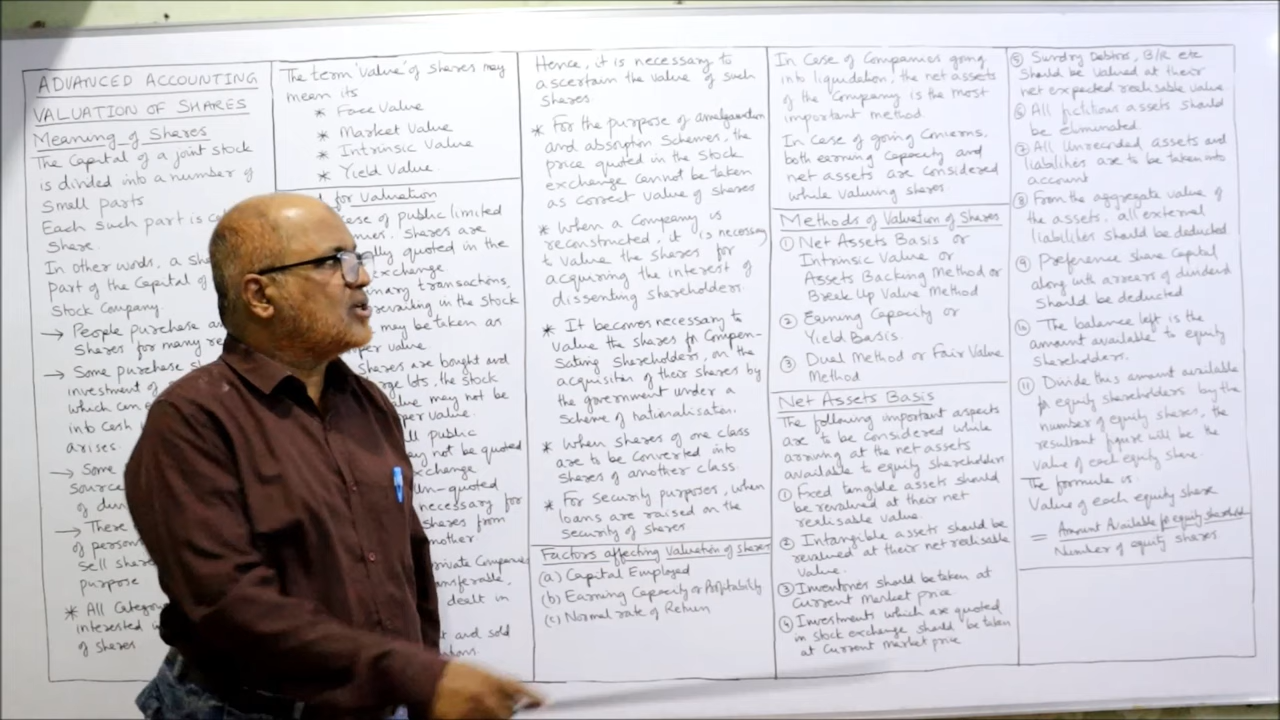 ADVANCED ACCOUNTING
VALUATION OF SHARES
Meaning of Shares
The Capital of a joint stock
is divided into a number of
small parts
Each such part is
Share.
In other words, a
Part of the Capital of
Stock Company.
→ People purchase
Shares for many
→ Some purchase
investment of
which can
into Cash
arises.
→ Some
source
of
→ There
of person
sell share
purpose
* All Categ
interested
of shares
The term 'value' of shares may
mean its
* Face Value
* Market Value
* Intrinsic Value
* Yield Value.
for Valuation
of public limited
shares are
quoted in the
exchange
transactions,
prevailing in the stock
may be taken as
value.
shares are bought and
lots, the stock
value may not be
value.
public
may not be quoted
exchange
un-quoted
necessary for
shares from
another
private Companies
dealt in
and sold
Hence, it is necessary to
ascertain the value of such
shares.
* For the purpose of amalgamation
and absorption Schemes, the
price quoted in the Stock
exchange cannot be taken
as correct value of shares
* When a Company is
reconstructed, it is necessary
to value the shares for
acquiring the interest of
dissenting shareholders.
* It becomes necessary to
value the shares for Compen-
sating Shareholders, on the
acquisition of their shares by
the government under a
Scheme of nationalisation.
* When shares of one class
are to be converted into
shares of another class.
* For security purposes, when
loans are raised on the
security of shares
Factors affecting Valuation of shares
(a) Capital Employed
(b) Earning Capacity or Profitability
(c) Normal rate of Return
In Case of Companies going
into liquidation, the net assets
of the Company is the most
important method.
In Case of going Concerns,
both earning Capacity and
net assets are considered
while valuing shares.
Methods of Valuation of Shares
① Net Assets Basis or
Intrinsic Value or
Assets Backing Method or
Break Up Value Method
② Earning Capacity or
Yield Basis.
③ Dual Method or Fair Value
Method
Net Assets Basis
The following important aspects
are to be considered while
arriving at the net assets
available to equity shareholders
① Fixed tangible assets should
be revalued at their net
realisable value.
② Intangible assets should be
revalued at their net realisable
value.
③ Inventories should be taken at
Current market price.
④ Investments which are quoted
in stock exchange should be taken
at Current market price
⑤ Sundry Debtors, B/R etc
should be valued at their
net expected realisable value.
⑥ All fictitious assets should
be eliminated.
⑦ All unrecorded assets and
liabilities are to be taken into
account
⑧ From the aggregate value of
the assets, all external
liabilities should be deducted
⑨ Preference share Capital
along with arrears of dividend
should be deducted
⑩ The balance left is the
amount available to equity
shareholders.
⑪ Divide this amount available
for equity shareholders by the
number of equity shares, the
resultant figure will be the
value of each equity share.
The formula is:
Value of each equity share
= Amount Available for equity shareholders
Number of equity shares